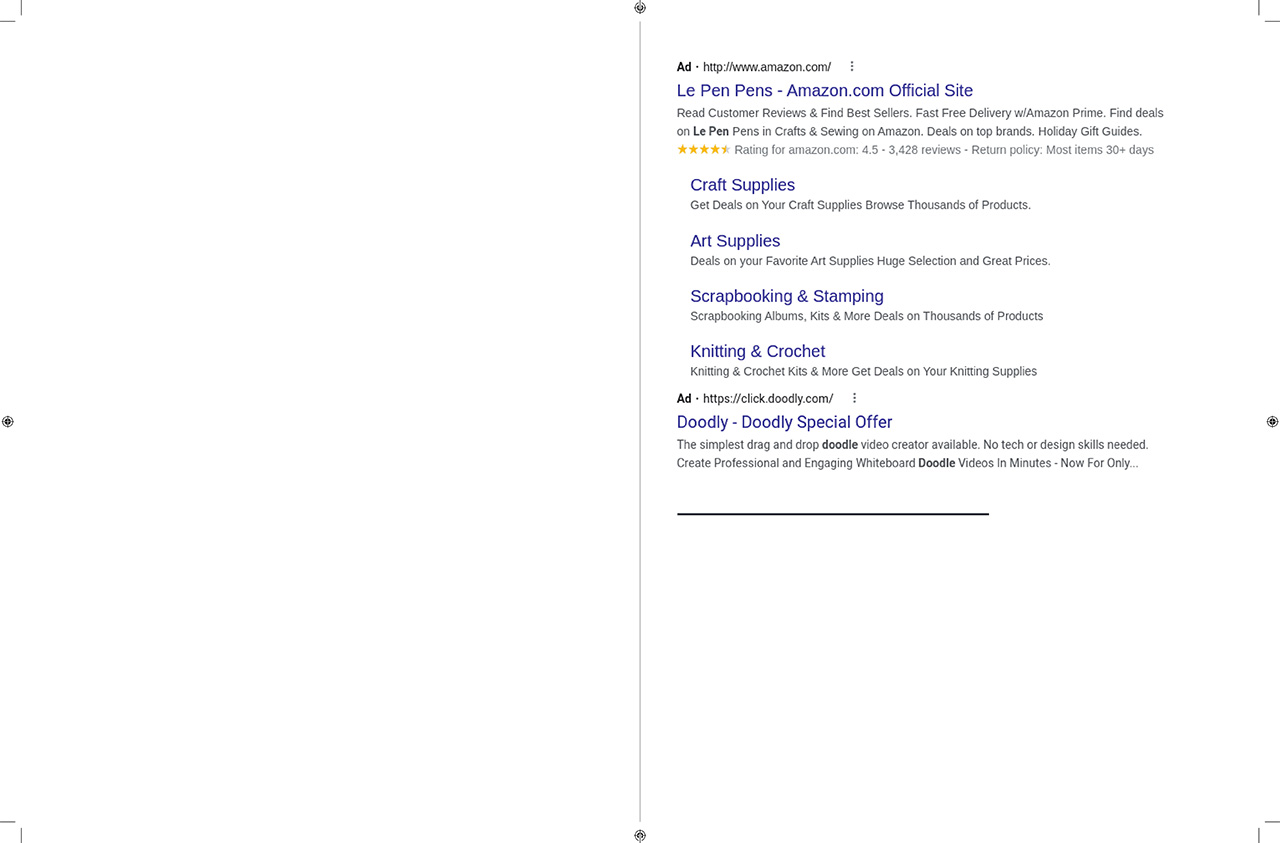 Ad · http://www.amazon.com/
Le Pen Pens - Amazon.com Official Site
Read Customer Reviews & Find Best Sellers. Fast Free Delivery w/Amazon Prime. Find deals
on Le Pen Pens in Crafts & Sewing on Amazon. Deals on top brands. Holiday Gift Guides.
★★★★⯨ Rating for amazon.com: 4.5 - 3,428 reviews - Return policy: Most items 30+ days
Craft Supplies
Get Deals on Your Craft Supplies Browse Thousands of Products.
Art Supplies
Deals on your Favorite Art Supplies Huge Selection and Great Prices.
Scrapbooking & Stamping
Scrapbooking Albums, Kits & More Deals on Thousands of Products
Knitting & Crochet
Knitting & Crochet Kits & More Get Deals on Your Knitting Supplies
Ad · https://click.doodly.com/
Doodly - Doodly Special Offer
The simplest drag and drop doodle video creator available. No tech or design skills needed.
Create Professional and Engaging Whiteboard Doodle Videos In Minutes - Now For Only...